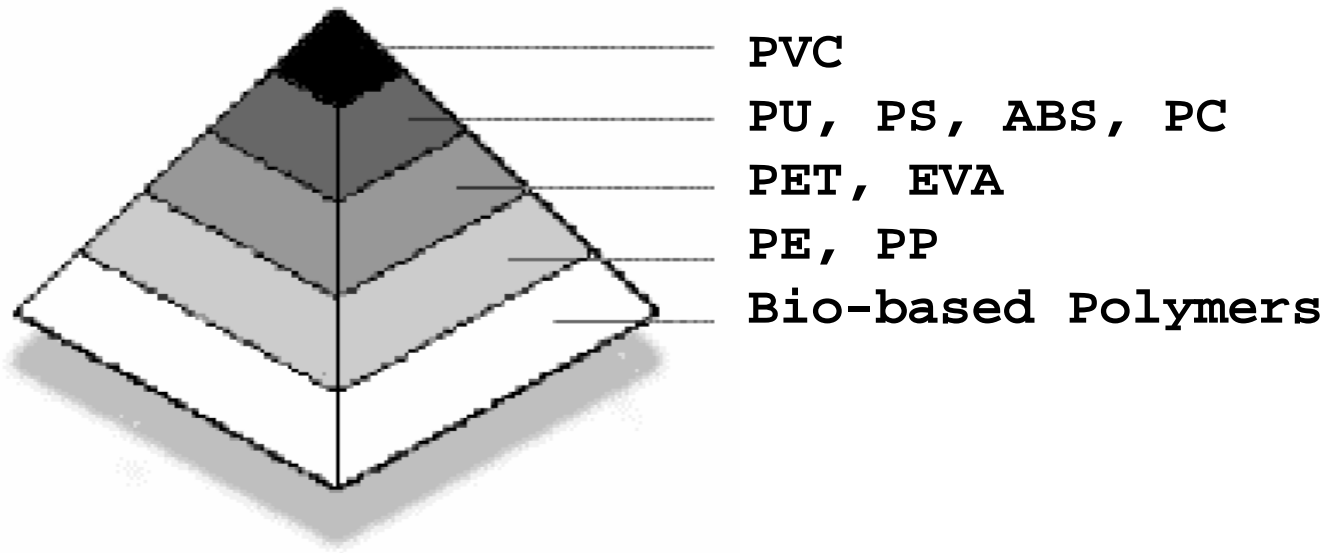 PVC
PU, PS, ABS, PC
PET, EVA
PE, PP
Bio-based Polymers